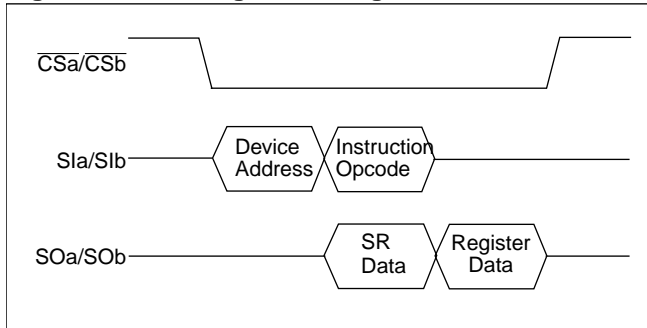 CSa/CSb
SIa/SIb
Device
Address
Instruction
Opcode
SOa/SOb
SR
Data
Register
Data